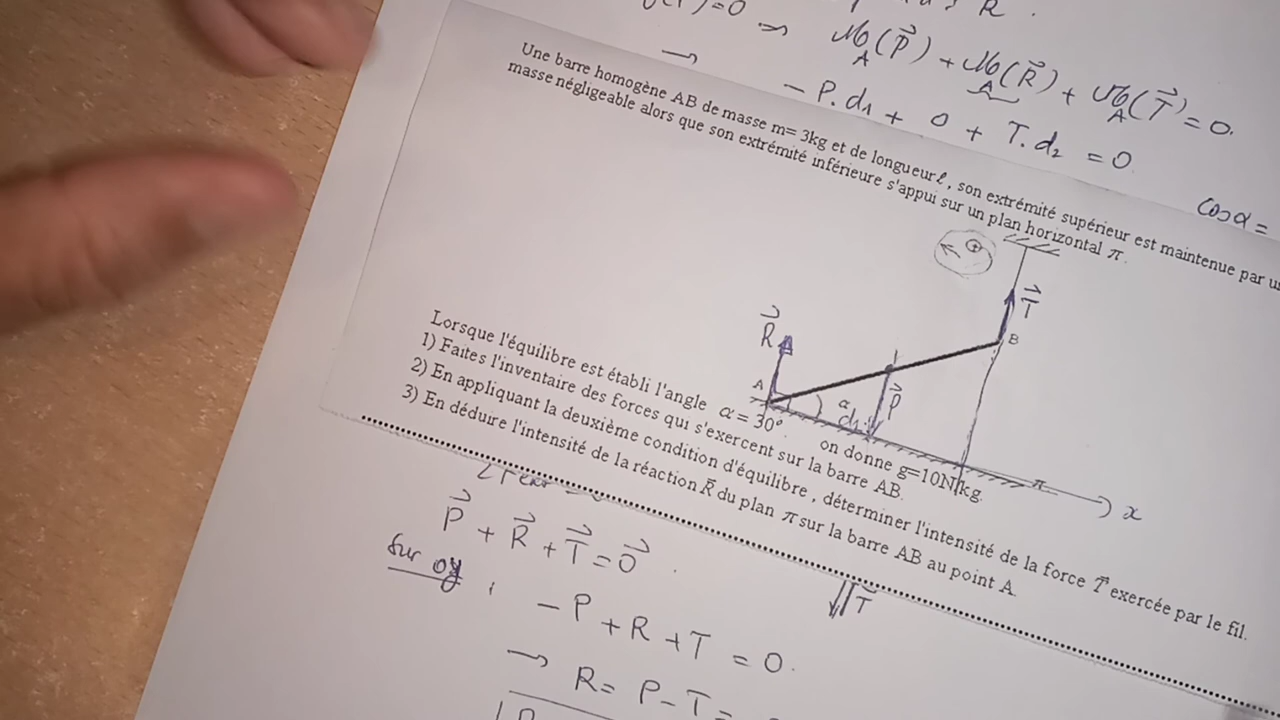 → 𝓜/A(P⃗) + 𝓜/A(R⃗) + 𝓜/A(T⃗) = 0.
→ - P.d1 + 0 + T.d2 = 0
cosα =
Une barre homogène AB de masse m= 3kg et de longueur ℓ, son extrémité supérieur est maintenue par
masse négligeable alors que son extrémité inférieure s'appui sur un plan horizontal π.
+
T⃗
R⃗
B
A
α
P⃗
d1
π
x
Lorsque l'équilibre est établi l'angle α = 30°. on donne g=10N/kg
1) Faites l'inventaire des forces qui s'exercent sur la barre AB.
2) En appliquant la deuxième condition d'équilibre , déterminer l'intensité de la force T⃗ exercée par le fil.
3) En déduire l'intensité de la réaction R⃗ du plan π sur la barre AB au point A.
P⃗ + R⃗ + T⃗ = 0⃗.
Sur oy :
- P + R + T = 0.
→ R = P - T =
// T⃗